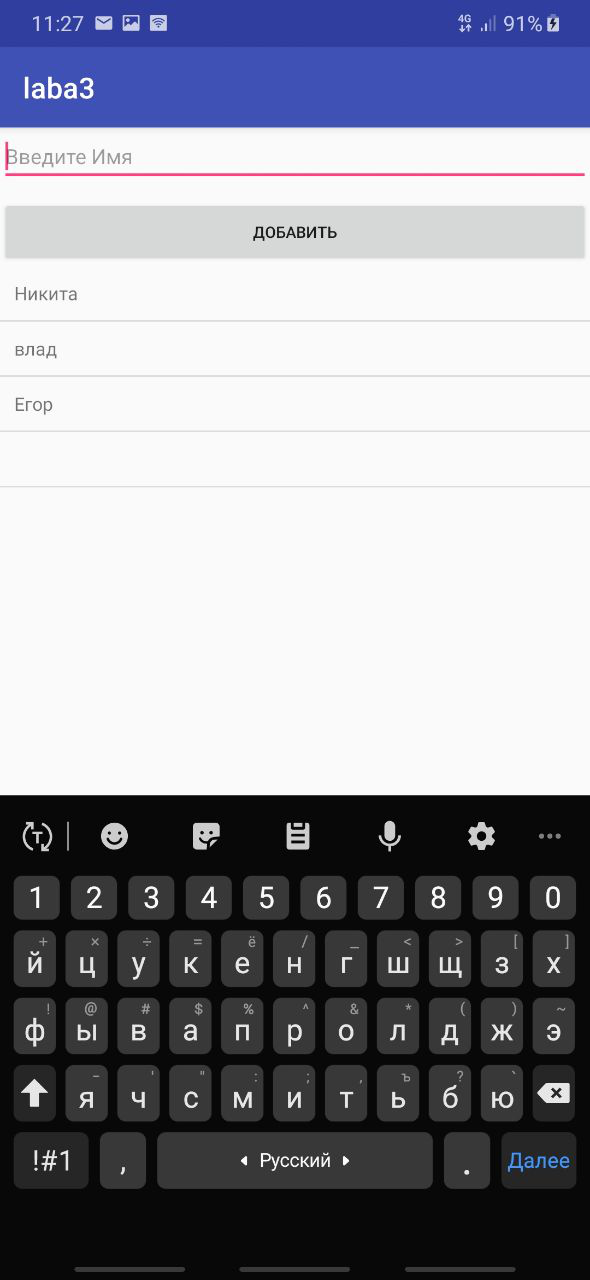 11:27 4G 91%
laba3
Введите Имя
ДОБАВИТЬ
Никита
влад
Егор
T
1 2 3 4 5 6 7 8 9 0
+ × ÷ = ё / _ < > [ ]
й ц у к е н г ш щ з х
! @ # $ % ^ & * ( ) ~
ф ы в а п р о л д ж э
- ' " : ; , ъ ? `
я ч с м и т ь б ю
!#1 , Русский . Далее